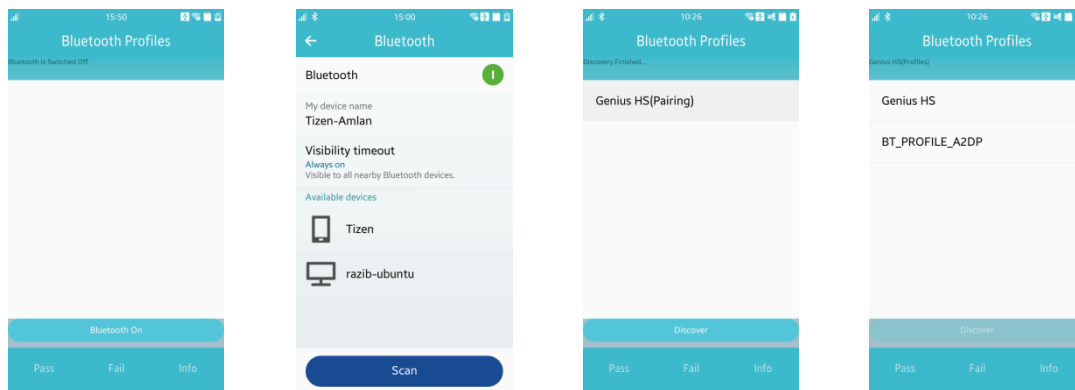 15:50
Bluetooth Profiles
Bluetooth is Switched Off
Bluetooth On
Pass Fail Info
15:00
Bluetooth
Bluetooth
My device name
Tizen-Amlan
Visibility timeout
Always on
Visible to all nearby Bluetooth devices.
Available devices
Tizen
razib-ubuntu
Scan
10:26
Bluetooth Profiles
Discovery Finished...
Genius HS(Pairing)
Discover
Pass Fail Info
10:26
Bluetooth Profiles
Genius HS(Profiles)
Genius HS
BT_PROFILE_A2DP
Discover
Pass Fail Info